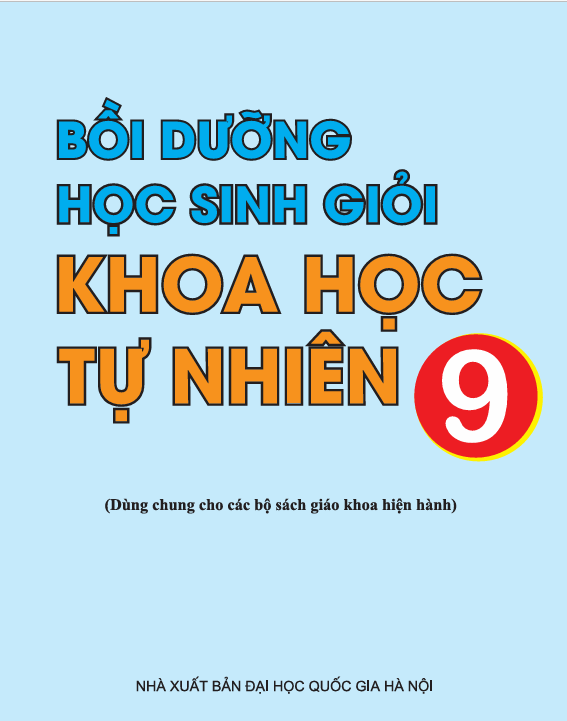 BỒI DƯỠNG
HỌC SINH GIỎI
KHOA HỌC
TỰ NHIÊN 9
(Dùng chung cho các bộ sách giáo khoa hiện hành)
NHÀ XUẤT BẢN ĐẠI HỌC QUỐC GIA HÀ NỘI